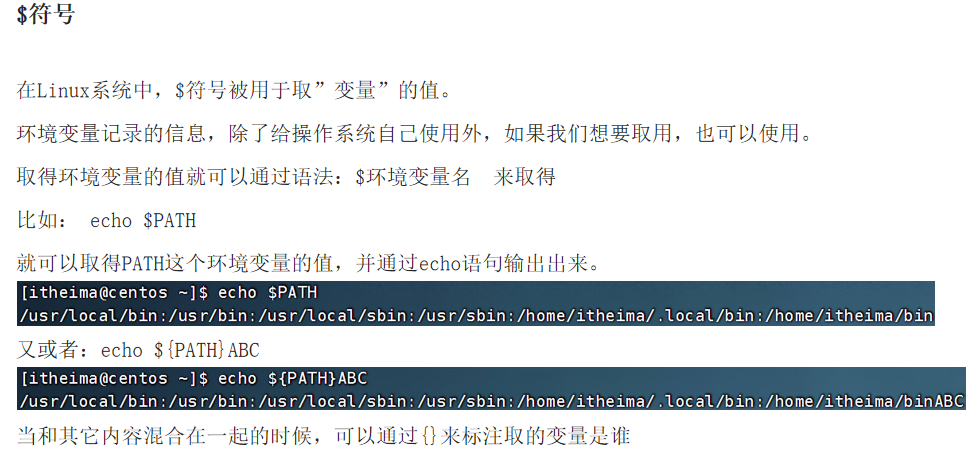 $符号
在Linux系统中，$符号被用于取”变量”的值。
环境变量记录的信息，除了给操作系统自己使用外，如果我们想要取用，也可以使用。
取得环境变量的值就可以通过语法：$环境变量名  来取得
比如： echo $PATH
就可以取得PATH这个环境变量的值，并通过echo语句输出出来。
[itheima@centos ~]$ echo $PATH
/usr/local/bin:/usr/bin:/usr/local/sbin:/usr/sbin:/home/itheima/.local/bin:/home/itheima/bin
又或者：echo ${PATH}ABC
[itheima@centos ~]$ echo ${PATH}ABC
/usr/local/bin:/usr/bin:/usr/local/sbin:/usr/sbin:/home/itheima/.local/bin:/home/itheima/binABC
当和其它内容混合在一起的时候，可以通过{}来标注取的变量是谁